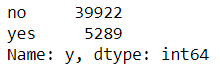 no     39922
yes     5289
Name: y, dtype: int64